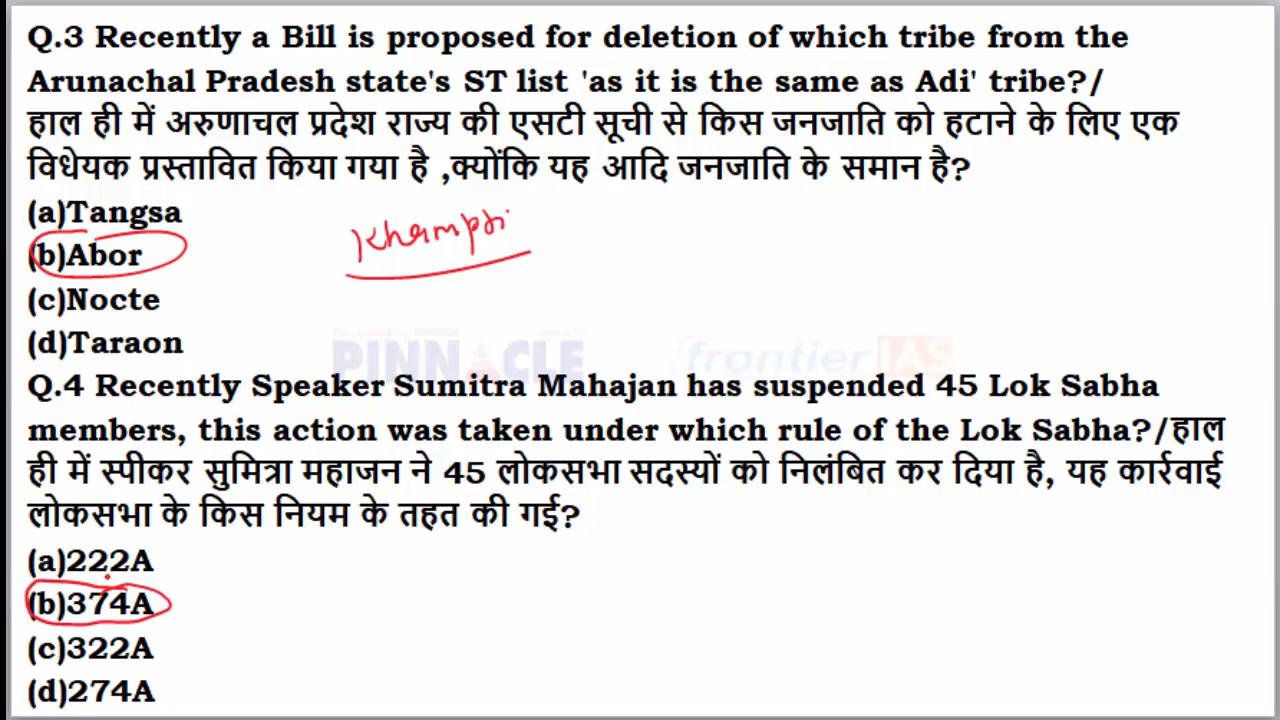 Q.3 Recently a Bill is proposed for deletion of which tribe from the
Arunachal Pradesh state's ST list 'as it is the same as Adi' tribe?/
हाल ही में अरुणाचल प्रदेश राज्य की एसटी सूची से किस जनजाति को हटाने के लिए एक
विधेयक प्रस्तावित किया गया है ,क्योंकि यह आदि जनजाति के समान है?
(a)Tangsa
Khampti
(b)Abor
(c)Nocte
(d)Taraon
PINNACLE frontier IAS
Q.4 Recently Speaker Sumitra Mahajan has suspended 45 Lok Sabha
members, this action was taken under which rule of the Lok Sabha?/हाल
ही में स्पीकर सुमित्रा महाजन ने 45 लोकसभा सदस्यों को निलंबित कर दिया है, यह कार्रवाई
लोकसभा के किस नियम के तहत की गई?
(a)222A
(b)374A
(c)322A
(d)274A